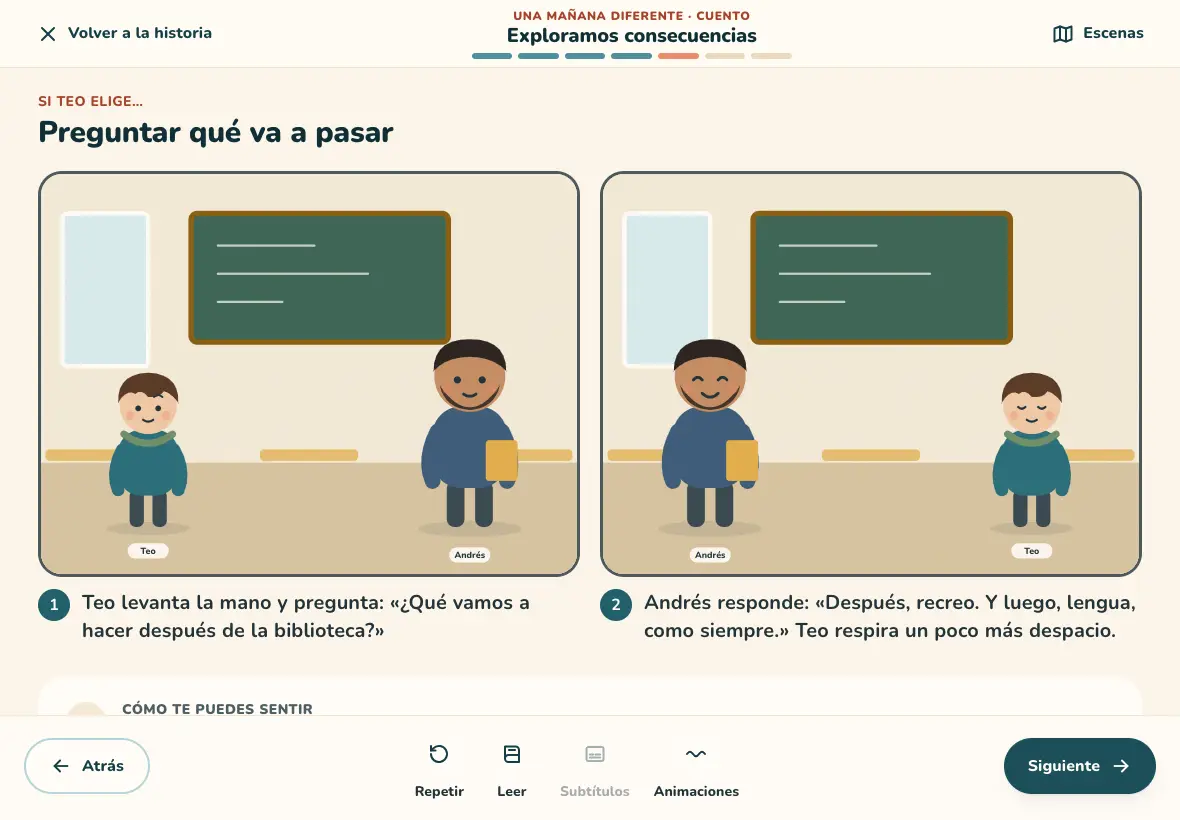 Volver a la historia
UNA MAÑANA DIFERENTE · CUENTO
Exploramos consecuencias
Escenas
SI TEO ELIGE...
Preguntar qué va a pasar
Teo
Andrés
Andrés
Teo
1 Teo levanta la mano y pregunta: «¿Qué vamos a
hacer después de la biblioteca?»
2 Andrés responde: «Después, recreo. Y luego, lengua,
como siempre.» Teo respira un poco más despacio.
CÓMO TE PUEDES SENTIR
Atrás
Repetir
Leer
Subtítulos
Animaciones
Siguiente